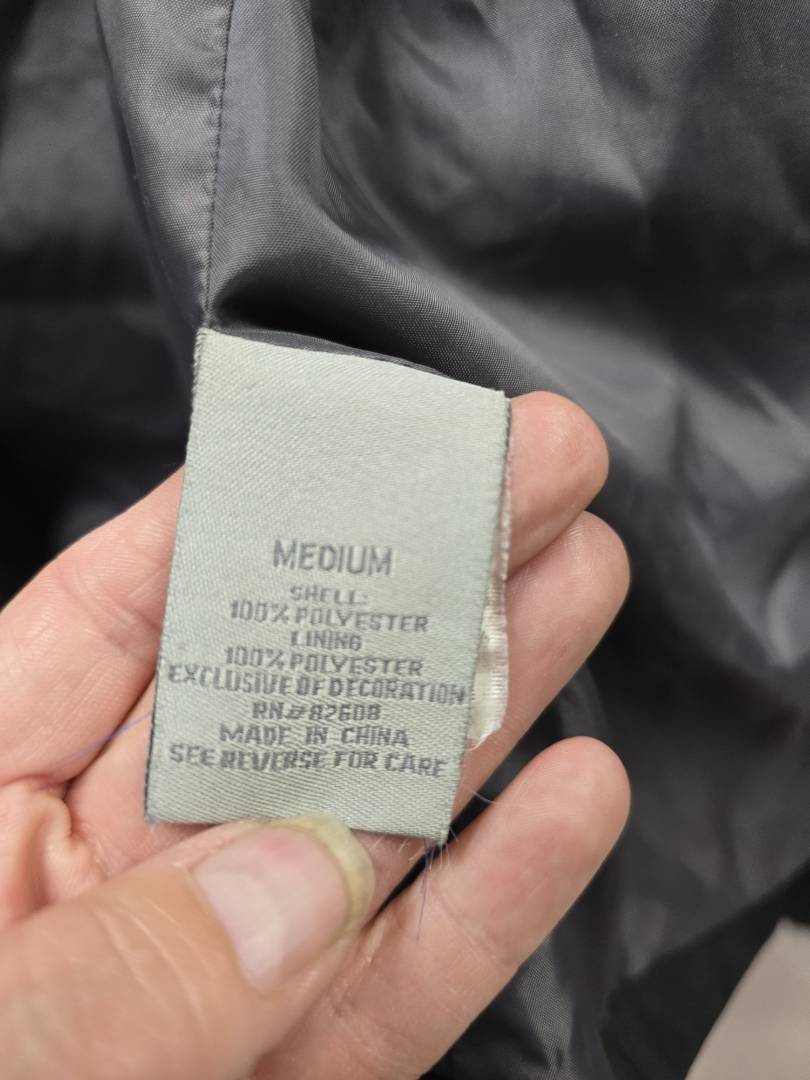 MEDIUM
SHELL:
100% POLYESTER
LINING
100% POLYESTER
EXCLUSIVE OF DECORATION
RN# 82608
MADE IN CHINA
SEE REVERSE FOR CARE